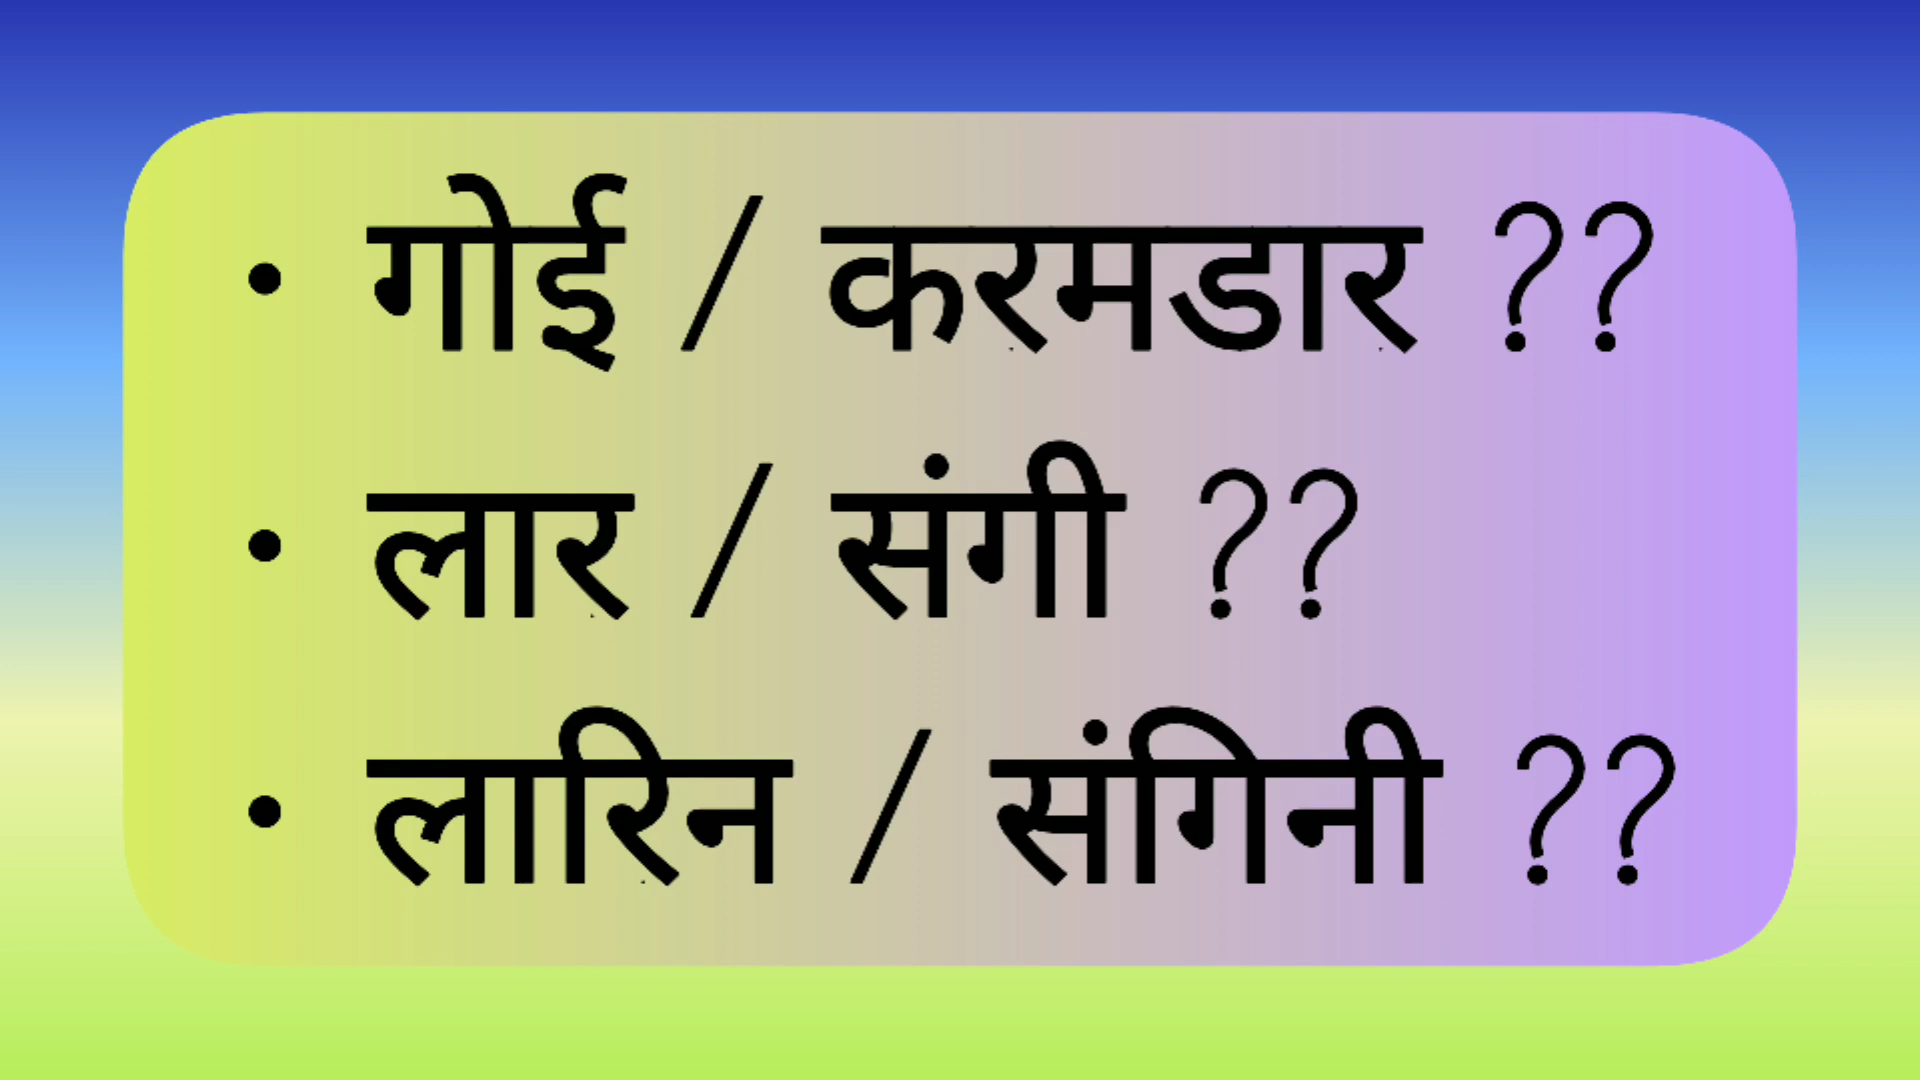 • गोई / करमडार ??
• लार / संगी ??
• लारिन / संगिनी ??